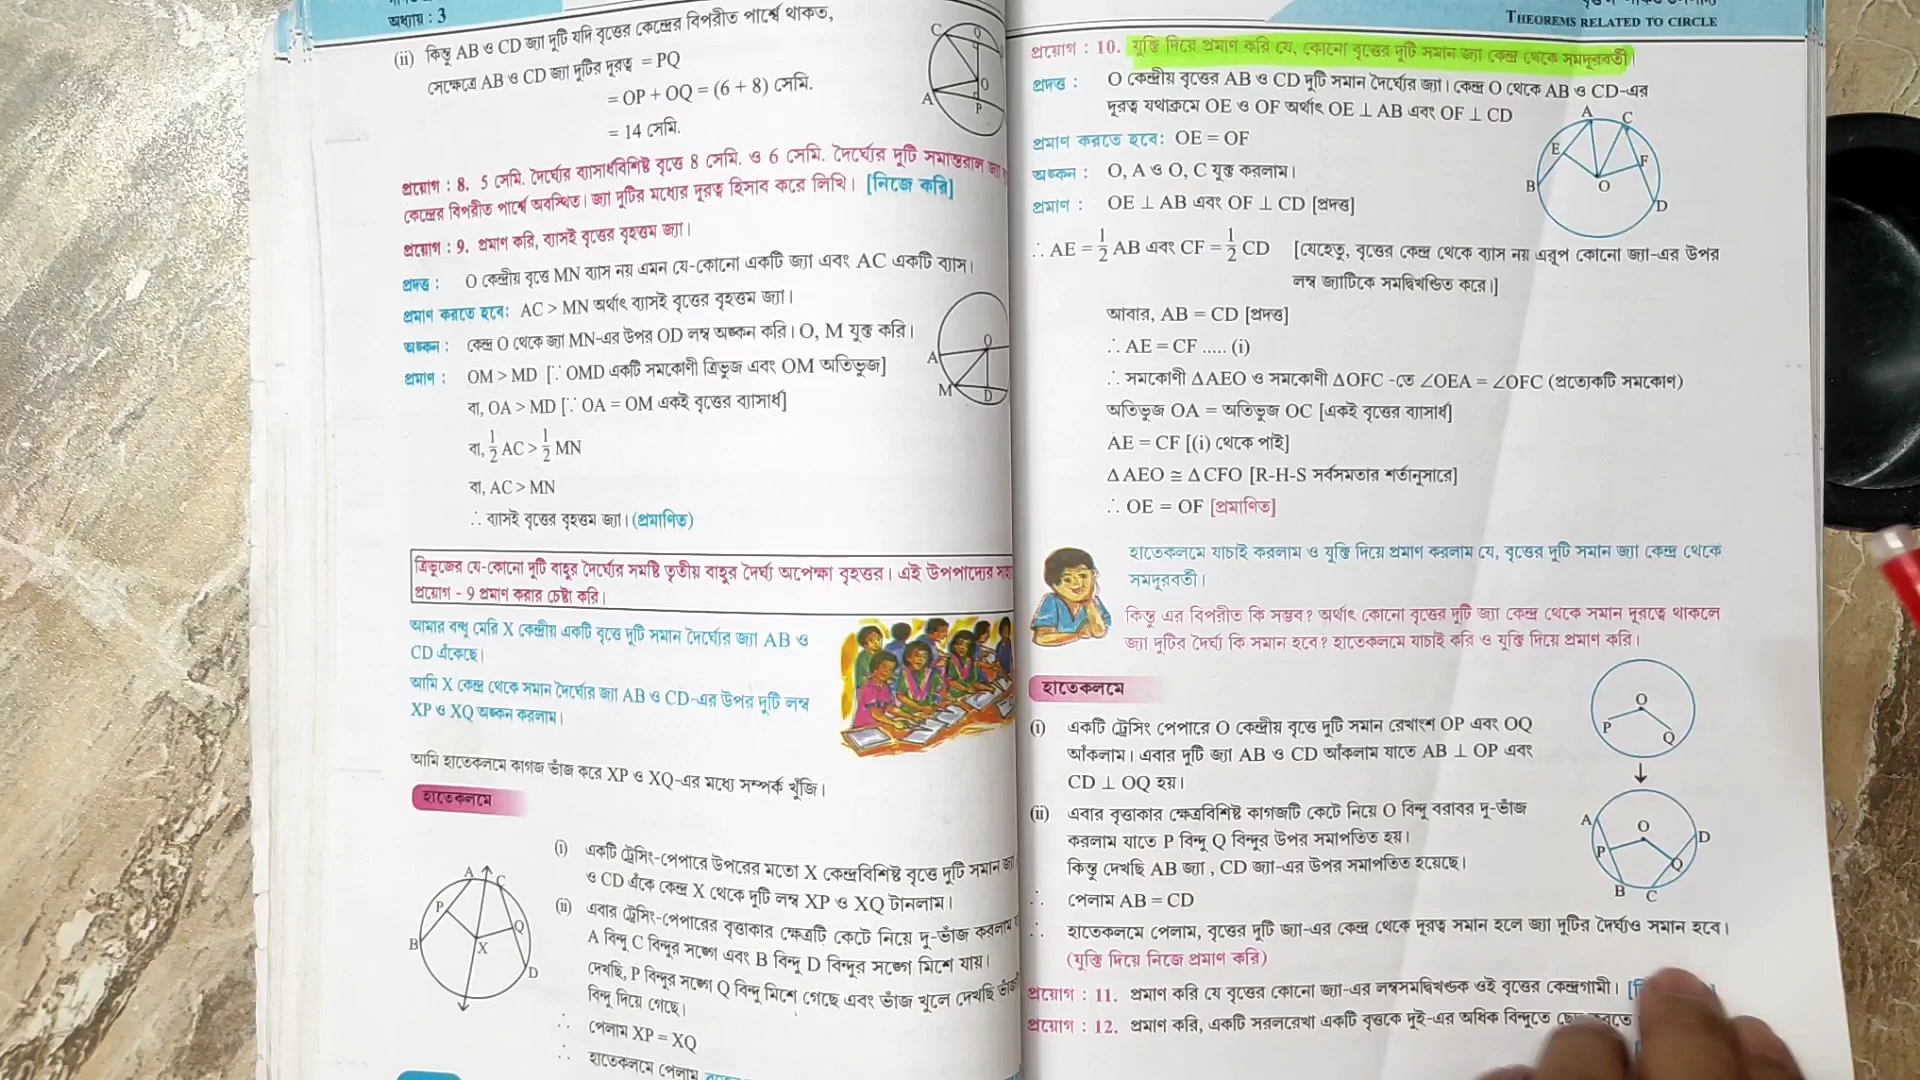 অধ্যায় : 3
(ii) কিন্তু AB ও CD জ্যা দুটি যদি বৃত্তের কেন্দ্রের বিপরীত পার্শ্বে থাকত,
সেক্ষেত্রে AB ও CD জ্যা দুটির দূরত্ব = PQ
= OP + OQ = (6 + 8) সেমি.
= 14 সেমি.
C
Q
O
A
P
প্রয়োগ : 8. 5 সেমি. দৈর্ঘ্যের ব্যাসার্ধবিশিষ্ট বৃত্তে 8 সেমি. ও 6 সেমি. দৈর্ঘ্যের দুটি সমান্তরাল জ্যা
কেন্দ্রের বিপরীত পার্শ্বে অবস্থিত। জ্যা দুটির মধ্যের দূরত্ব হিসাব করে লিখি। [নিজে করি]
প্রয়োগ : 9. প্রমাণ করি, ব্যাসই বৃত্তের বৃহত্তম জ্যা।
প্রদত্ত : O কেন্দ্রীয় বৃত্তে MN ব্যাস নয় এমন যে-কোনো একটি জ্যা এবং AC একটি ব্যাস।
প্রমাণ করতে হবে: AC > MN অর্থাৎ ব্যাসই বৃত্তের বৃহত্তম জ্যা।
অঙ্কন : কেন্দ্র O থেকে জ্যা MN-এর উপর OD লম্ব অঙ্কন করি। O, M যুক্ত করি।
প্রমাণ : OM > MD [∵ OMD একটি সমকোণী ত্রিভুজ এবং OM অতিভুজ]
বা, OA > MD [∵ OA = OM একই বৃত্তের ব্যাসার্ধ]
বা, 1/2 AC > 1/2 MN
বা, AC > MN
∴ ব্যাসই বৃত্তের বৃহত্তম জ্যা। (প্রমাণিত)
O
A
M
D
ত্রিভুজের যে-কোনো দুটি বাহুর দৈর্ঘ্যের সমষ্টি তৃতীয় বাহুর দৈর্ঘ্য অপেক্ষা বৃহত্তর। এই উপপাদ্যের
প্রয়োগ - 9 প্রমাণ করার চেষ্টা করি।
আমার বন্ধু মেরি X কেন্দ্রীয় একটি বৃত্তে দুটি সমান দৈর্ঘ্যের জ্যা AB ও
CD এঁকেছে।
আমি X কেন্দ্র থেকে সমান দৈর্ঘ্যের জ্যা AB ও CD-এর উপর দুটি লম্ব
XP ও XQ অঙ্কন করলাম।
আমি হাতেকলমে কাগজ ভাঁজ করে XP ও XQ-এর মধ্যে সম্পর্ক খুঁজি।
হাতেকলমে
(i) একটি ট্রেসিং-পেপারে উপরের মতো X কেন্দ্রবিশিষ্ট বৃত্তে দুটি সমান জ্যা
ও CD এঁকে কেন্দ্র X থেকে দুটি লম্ব XP ও XQ টানলাম।
(ii) এবার ট্রেসিং-পেপারের বৃত্তাকার ক্ষেত্রটি কেটে নিয়ে দু-ভাঁজ করলাম
A বিন্দু C বিন্দুর সঙ্গে এবং B বিন্দু D বিন্দুর সঙ্গে মিশে যায়।
দেখছি, P বিন্দুর সঙ্গে Q বিন্দু মিশে গেছে এবং ভাঁজ খুলে দেখছি ভাঁজ
বিন্দু দিয়ে গেছে।
∴ পেলাম XP = XQ
∴ হাতেকলমে পেলাম
A
C
P
Q
B
X
D
THEOREMS RELATED TO CIRCLE
প্রয়োগ : 10. যুক্তি দিয়ে প্রমাণ করি যে, কোনো বৃত্তের দুটি সমান জ্যা কেন্দ্র থেকে সমদূরবর্তী।
প্রদত্ত : O কেন্দ্রীয় বৃত্তের AB ও CD দুটি সমান দৈর্ঘ্যের জ্যা। কেন্দ্র O থেকে AB ও CD-এর
দূরত্ব যথাক্রমে OE ও OF অর্থাৎ OE ⊥ AB এবং OF ⊥ CD
প্রমাণ করতে হবে: OE = OF
অঙ্কন : O, A ও O, C যুক্ত করলাম।
প্রমাণ : OE ⊥ AB এবং OF ⊥ CD [প্রদত্ত]
A
C
E
F
B
O
D
∴ AE = 1/2 AB এবং CF = 1/2 CD [যেহেতু, বৃত্তের কেন্দ্র থেকে ব্যাস নয় এরূপ কোনো জ্যা-এর উপর
লম্ব জ্যাটিকে সমদ্বিখণ্ডিত করে।]
আবার, AB = CD [প্রদত্ত]
∴ AE = CF ..... (i)
∴ সমকোণী Δ AEO ও সমকোণী Δ OFC -তে ∠OEA = ∠OFC (প্রত্যেকটি সমকোণ)
অতিভুজ OA = অতিভুজ OC [একই বৃত্তের ব্যাসার্ধ]
AE = CF [(i) থেকে পাই]
Δ AEO ≅ Δ CFO [R-H-S সর্বসমতার শর্তানুসারে]
∴ OE = OF [প্রমাণিত]
হাতেকলমে যাচাই করলাম ও যুক্তি দিয়ে প্রমাণ করলাম যে, বৃত্তের দুটি সমান জ্যা কেন্দ্র থেকে
সমদূরবর্তী।
কিন্তু এর বিপরীত কি সম্ভব? অর্থাৎ কোনো বৃত্তের দুটি জ্যা কেন্দ্র থেকে সমান দূরত্বে থাকলে
জ্যা দুটির দৈর্ঘ্য কি সমান হবে? হাতেকলমে যাচাই করি ও যুক্তি দিয়ে প্রমাণ করি।
হাতেকলমে
(i) একটি ট্রেসিং পেপারে O কেন্দ্রীয় বৃত্তে দুটি সমান রেখাংশ OP এবং OQ
আঁকলাম। এবার দুটি জ্যা AB ও CD আঁকলাম যাতে AB ⊥ OP এবং
CD ⊥ OQ হয়।
(ii) এবার বৃত্তাকার ক্ষেত্রবিশিষ্ট কাগজটি কেটে নিয়ে O বিন্দু বরাবর দু-ভাঁজ
করলাম যাতে P বিন্দু Q বিন্দুর উপর সমাপতিত হয়।
কিন্তু দেখছি AB জ্যা , CD জ্যা-এর উপর সমাপতিত হয়েছে।
∴ পেলাম AB = CD
O
P
Q
A
O
D
P
Q
B
C
∴ হাতেকলমে পেলাম, বৃত্তের দুটি জ্যা-এর কেন্দ্র থেকে দূরত্ব সমান হলে জ্যা দুটির দৈর্ঘ্যও সমান হবে।
(যুক্তি দিয়ে নিজে প্রমাণ করি)
প্রয়োগ : 11. প্রমাণ করি যে বৃত্তের কোনো জ্যা-এর লম্বসমদ্বিখণ্ডক ওই বৃত্তের কেন্দ্রগামী।
প্রয়োগ : 12. প্রমাণ করি, একটি সরলরেখা একটি বৃত্তকে দুই-এর অধিক বিন্দুতে